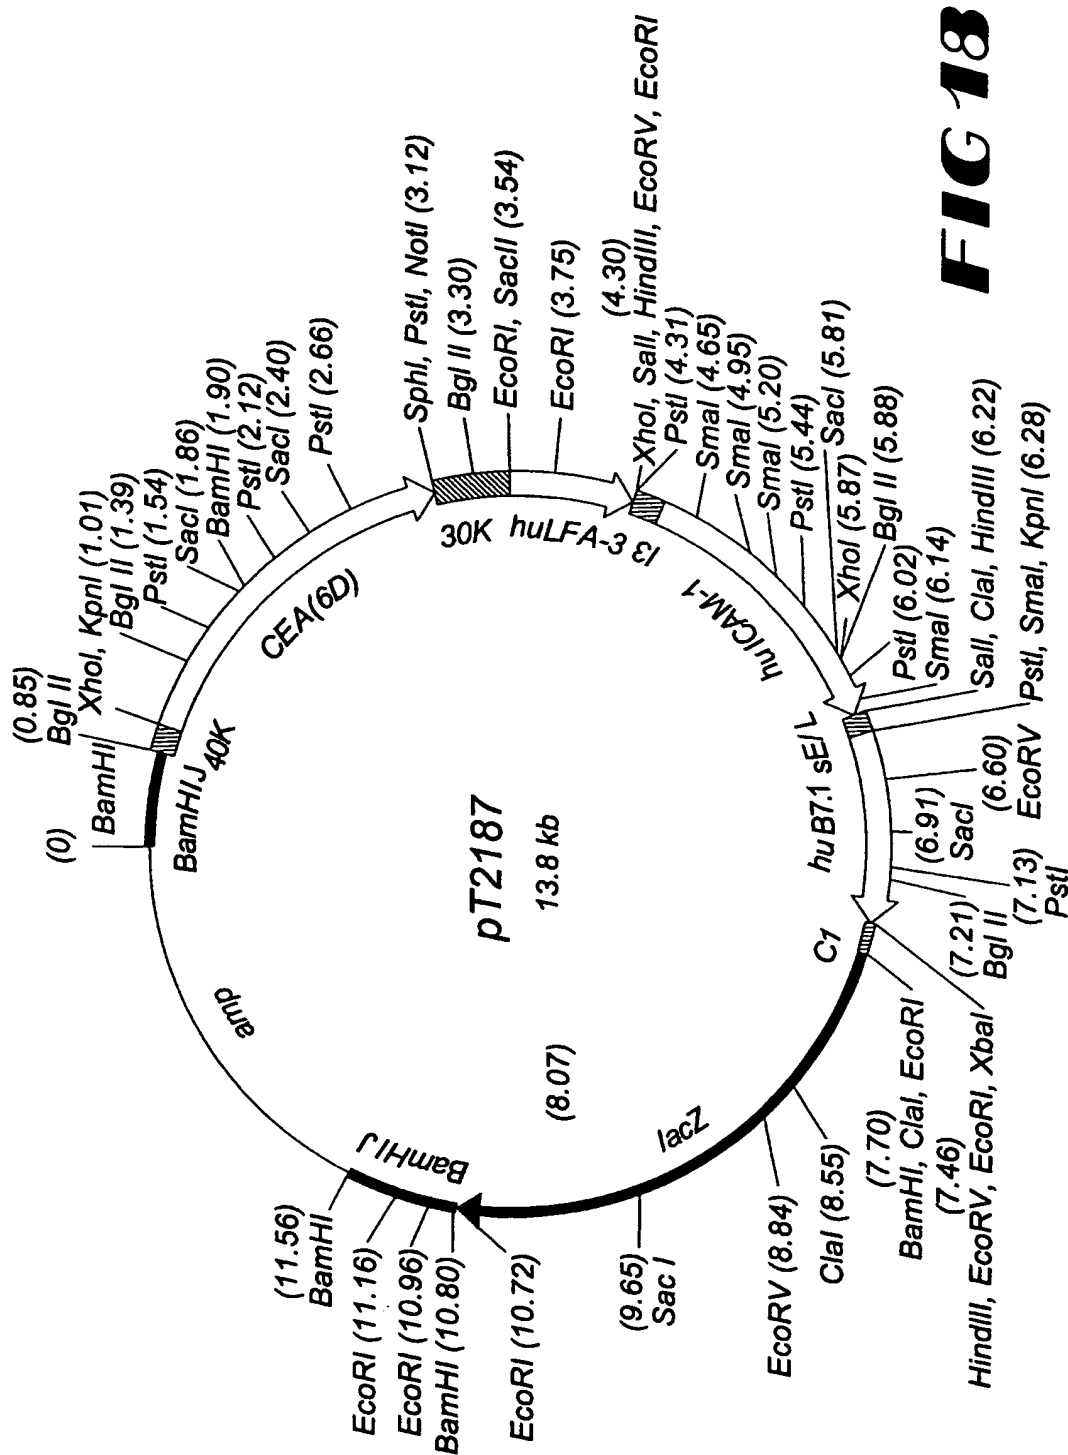 (0)
BamHI
(0.85)
Bgl II
XhoI, KpnI (1.01)
Bgl II (1.39)
PstI (1.54)
SacI (1.86)
BamHI (1.90)
PstI (2.12)
SacI (2.40)
PstI (2.66)
SphI, PstI, NotI (3.12)
Bgl II (3.30)
EcoRI, SacII (3.54)
EcoRI (3.75)
(4.30)
XhoI, SalI, HindIII, EcoRV, EcoRI
PstI (4.31)
SmaI (4.65)
SmaI (4.95)
SmaI (5.20)
PstI (5.44)
SacI (5.81)
XhoI (5.87)
Bgl II (5.88)
PstI (6.02)
SmaI (6.14)
SalI, ClaI, HindIII (6.22)
PstI, SmaI, KpnI (6.28)
(6.60)
EcoRV
(6.91)
SacI
(7.13)
PstI
(7.21)
Bgl II
(7.46)
HindIII, EcoRV, EcoRI, XbaI
(7.70)
BamHI, ClaI, EcoRI
ClaI (8.55)
EcoRV (8.84)
(9.65)
Sac I
EcoRI (10.72)
BamHI (10.80)
EcoRI (10.96)
EcoRI (11.16)
(11.56)
BamHI
BamHIJ
40K
CEA(6D)
30K
huLFA-3
I3
huICAM-1
sE/L
huB7.1
C1
lacZ
(8.07)
BamHIJ
amp
pT2187
13.8 kb
FIG 18